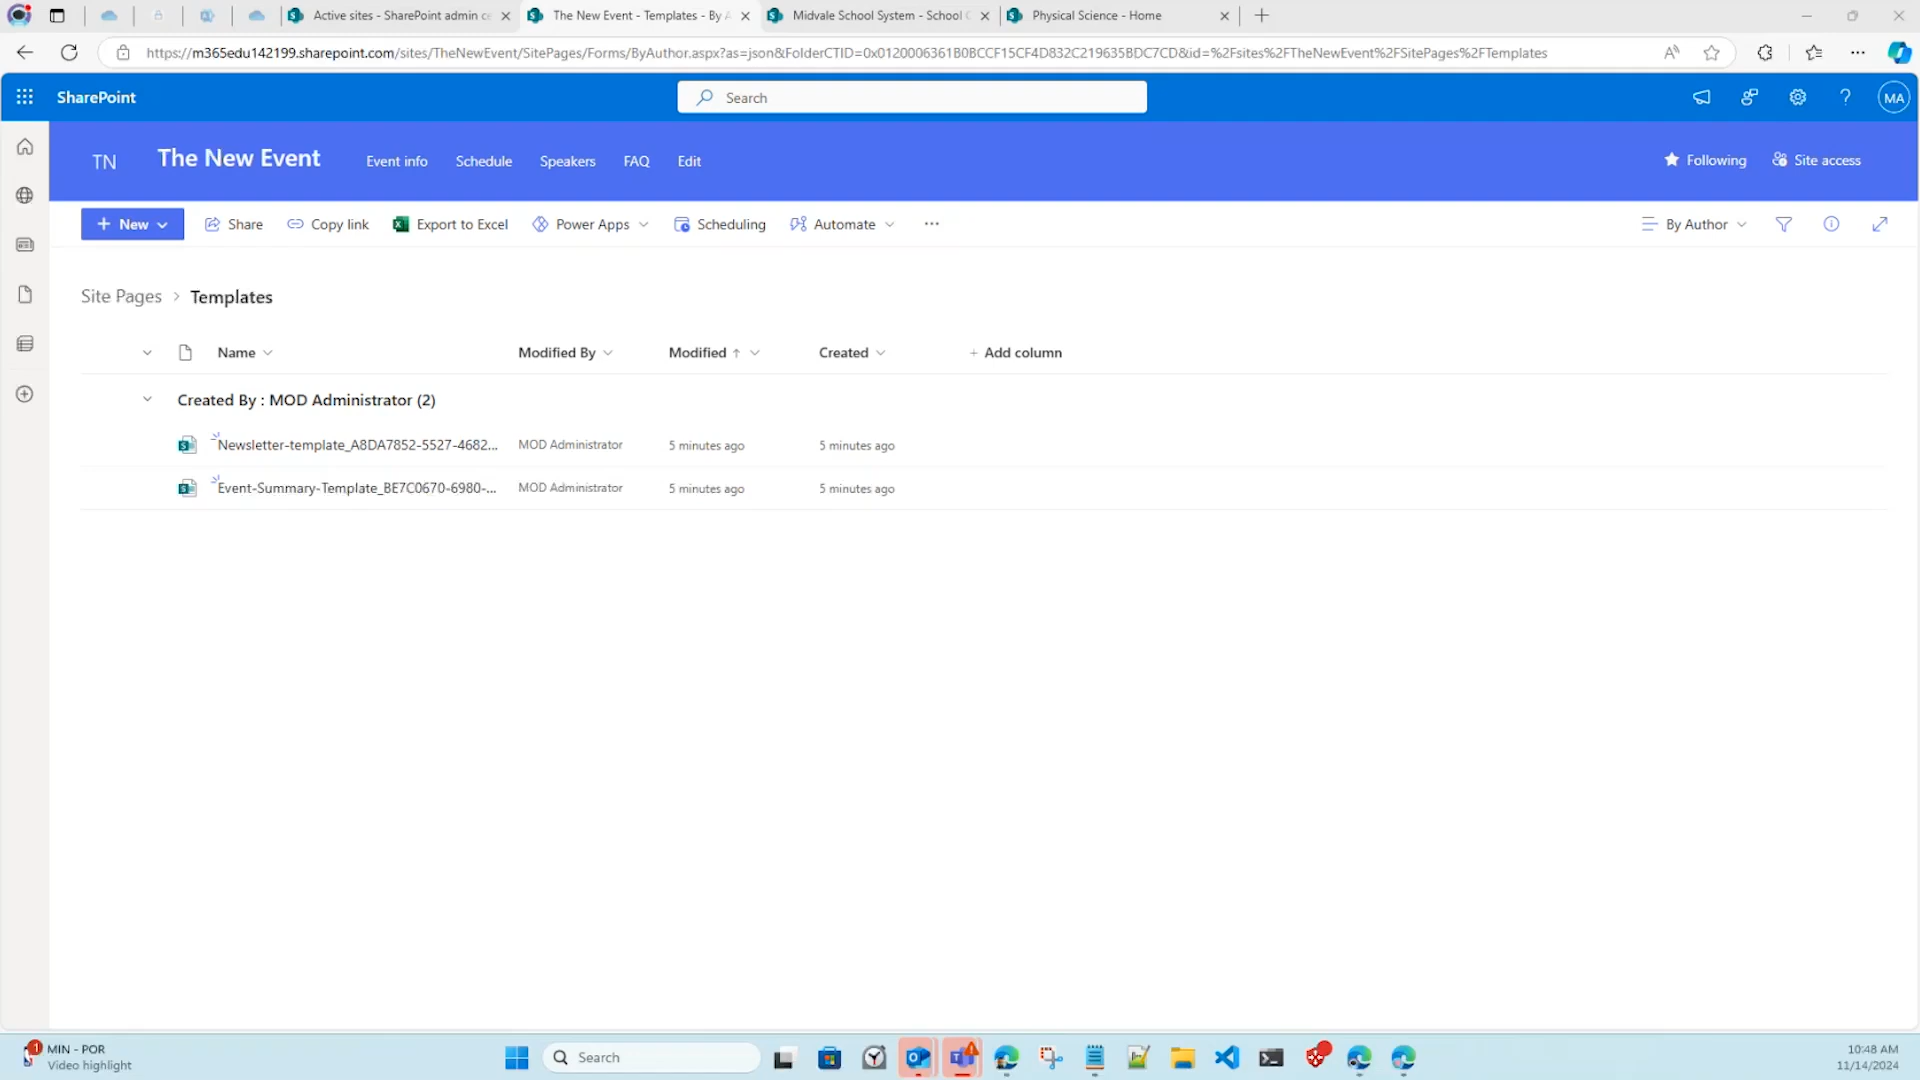 Active sites - SharePoint admin ce
The New Event - Templates - By A
Midvale School System - School C
Physical Science - Home
https://m365edu142199.sharepoint.com/sites/TheNewEvent/SitePages/Forms/ByAuthor.aspx?as=json&FolderCTID=0x0120006361B0BCCF15CF4D832C219635BDC7CD&id=%2Fsites%2FTheNewEvent%2FSitePages%2FTemplates
SharePoint
Search
MA
TN
The New Event
Event info
Schedule
Speakers
FAQ
Edit
Following
Site access
New
Share
Copy link
Export to Excel
Power Apps
Scheduling
Automate
By Author
Site Pages > Templates
Name
Modified By
Modified
Created
+ Add column
Created By : MOD Administrator (2)
Newsletter-template_A8DA7852-5527-4682... MOD Administrator 5 minutes ago 5 minutes ago
Event-Summary-Template_BE7C0670-6980-... MOD Administrator 5 minutes ago 5 minutes ago
1
MIN - POR
Video highlight
Search
10:48 AM
11/14/2024